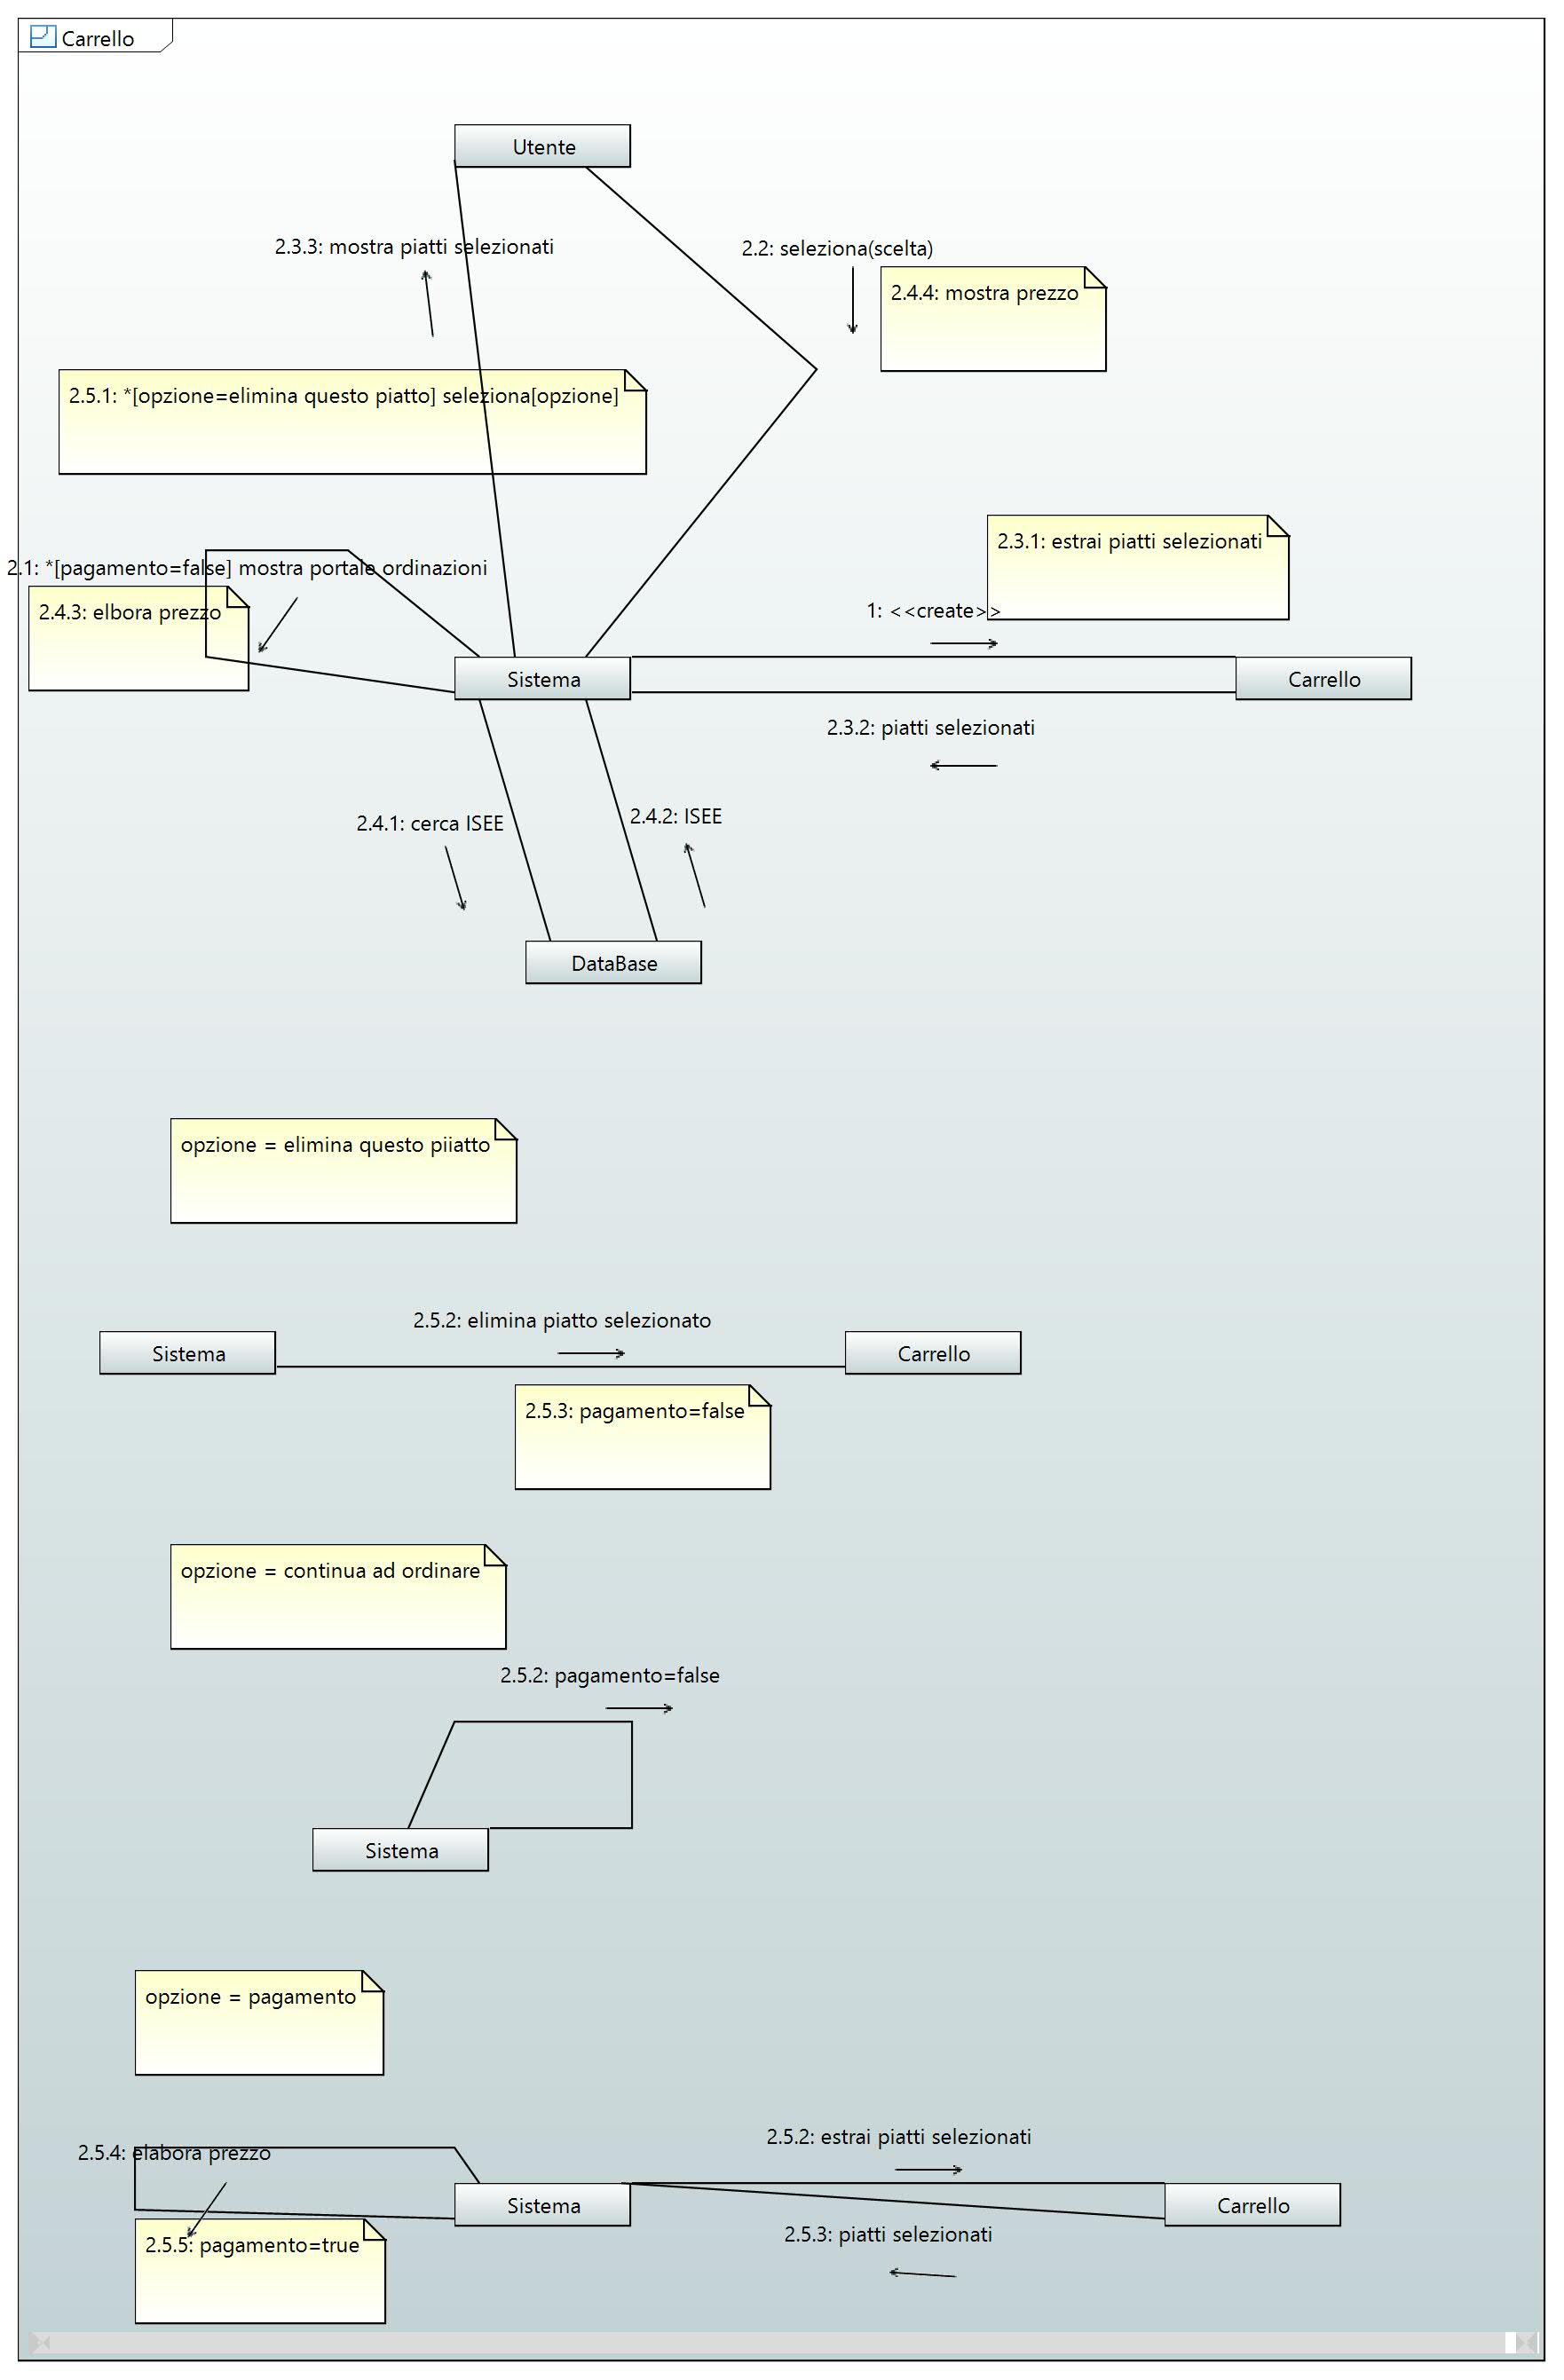 Carrello
Utente
2.3.3: mostra piatti selezionati
2.2: seleziona(scelta)
2.4.4: mostra prezzo
2.5.1: *[opzione=elimina questo piatto] seleziona[opzione]
2.3.1: estrai piatti selezionati
2.1: *[pagamento=false] mostra portale ordinazioni
2.4.3: elbora prezzo
1: <<create>>
Sistema
Carrello
2.3.2: piatti selezionati
2.4.1: cerca ISEE
2.4.2: ISEE
DataBase
opzione = elimina questo piiatto
2.5.2: elimina piatto selezionato
Sistema
Carrello
2.5.3: pagamento=false
opzione = continua ad ordinare
2.5.2: pagamento=false
Sistema
opzione = pagamento
2.5.4: elabora prezzo
2.5.2: estrai piatti selezionati
Sistema
Carrello
2.5.5: pagamento=true
2.5.3: piatti selezionati